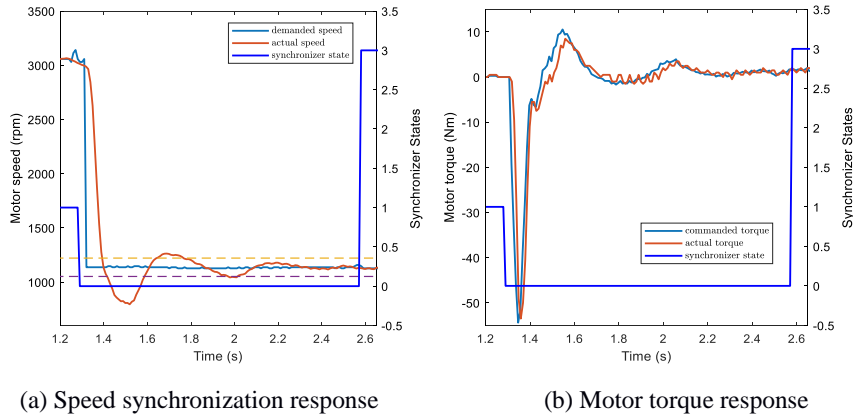 demanded speed
actual speed
synchronizer state
3500
3000
2500
2000
1500
1000
Motor speed (rpm)
3.5
3
2.5
2
1.5
1
0.5
0
-0.5
Synchronizer States
1.2 1.4 1.6 1.8 2 2.2 2.4 2.6
Time (s)
(a) Speed synchronization response
10
0
-10
-20
-30
-40
-50
Motor torque (Nm)
commanded torque
actual torque
synchronizer state
3.5
3
2.5
2
1.5
1
0.5
0
-0.5
Synchronizer States
1.2 1.4 1.6 1.8 2 2.2 2.4 2.6
Time (s)
(b) Motor torque response